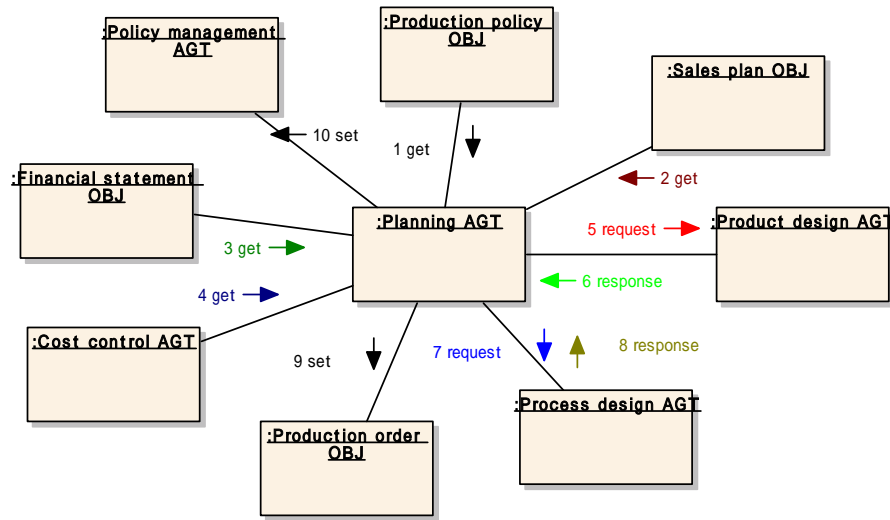 :Policy management
AGT
:Production policy
OBJ
:Sales plan OBJ
10 set
1 get
2 get
:Financial statement
OBJ
:Planning AGT
:Product design AGT
5 request
3 get
6 response
4 get
:Cost control AGT
9 set
7 request
8 response
:Process design AGT
:Production order
OBJ